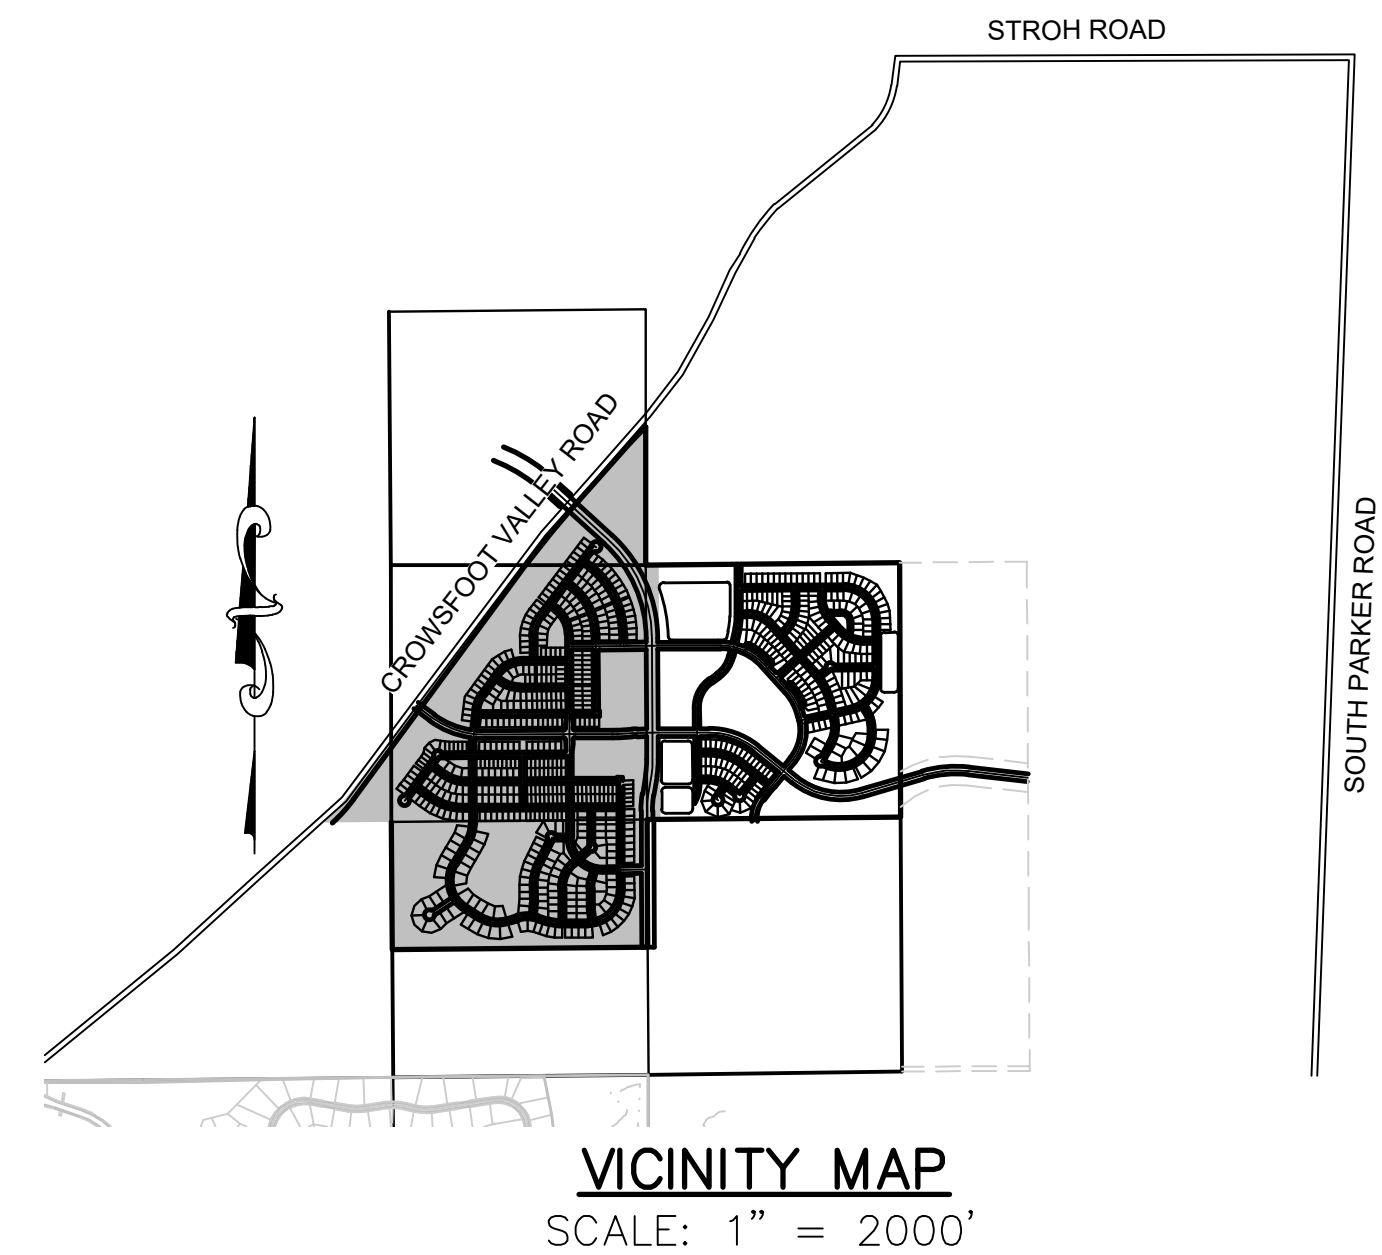 STROH ROAD
CROWSFOOT VALLEY ROAD
SOUTH PARKER ROAD
VICINITY MAP
SCALE: 1" = 2000'